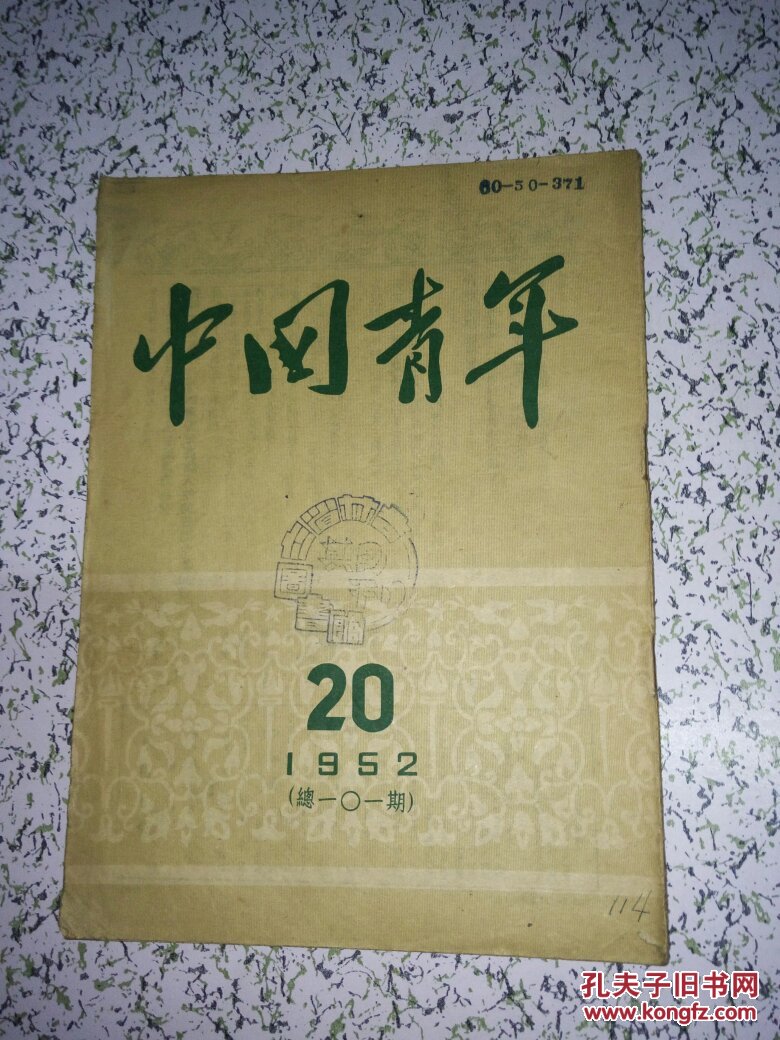 60-50-371
中国青年
20
1952
(總一〇一期)
114
孔夫子旧书网
www.kongfz.com